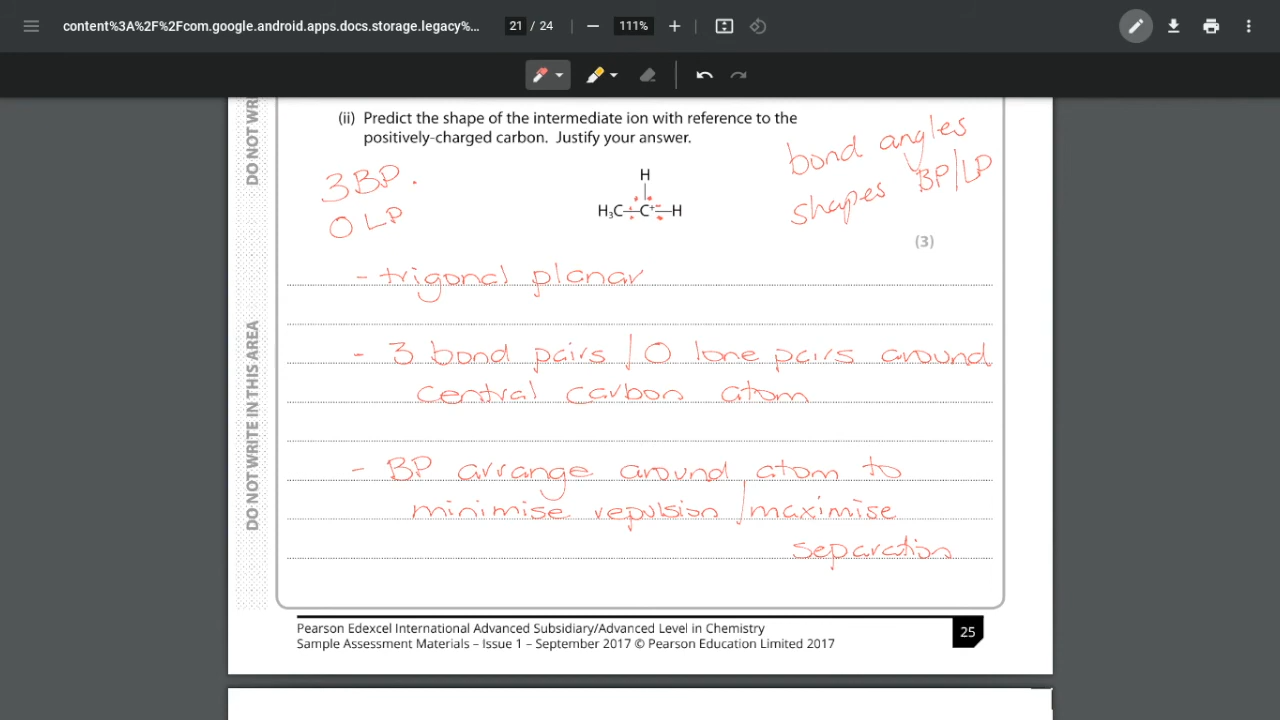 content%3A%2F%2Fcom.google.android.apps.docs.storage.legacy%... 21 / 24 111%
(ii) Predict the shape of the intermediate ion with reference to the
positively-charged carbon. Justify your answer.
bond angles
shapes BP/LP
3BP.
0 LP
H
H₃C—C⁺—H
(3)
- trigonal planar
- 3 bond pairs / 0 lone pairs around
central carbon atom
- BP arrange around atom to
minimise repulsion / maximise
separation
DO NOT WRI
DO NOT WRITE IN THIS AREA
Pearson Edexcel International Advanced Subsidiary/Advanced Level in Chemistry
Sample Assessment Materials – Issue 1 – September 2017 © Pearson Education Limited 2017
25